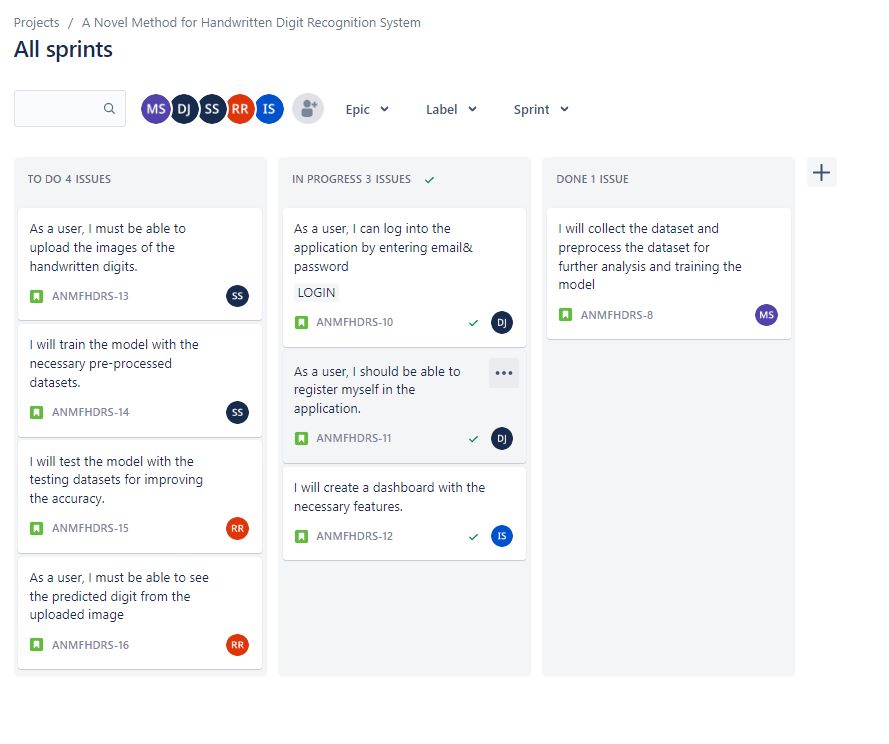 Projects / A Novel Method for Handwritten Digit Recognition System
All sprints
MS DJ SS RR IS Epic Label Sprint
TO DO 4 ISSUES
As a user, I must be able to
upload the images of the
handwritten digits.
ANMFHDRS-13 SS
I will train the model with the
necessary pre-processed
datasets.
ANMFHDRS-14 SS
I will test the model with the
testing datasets for improving
the accuracy.
ANMFHDRS-15 RR
As a user, I must be able to see
the predicted digit from the
uploaded image
ANMFHDRS-16 RR
IN PROGRESS 3 ISSUES
As a user, I can log into the
application by entering email&
password
LOGIN
ANMFHDRS-10 DJ
As a user, I should be able to
register myself in the
application.
ANMFHDRS-11 DJ
I will create a dashboard with the
necessary features.
ANMFHDRS-12 IS
DONE 1 ISSUE
I will collect the dataset and
preprocess the dataset for
further analysis and training the
model
ANMFHDRS-8 MS